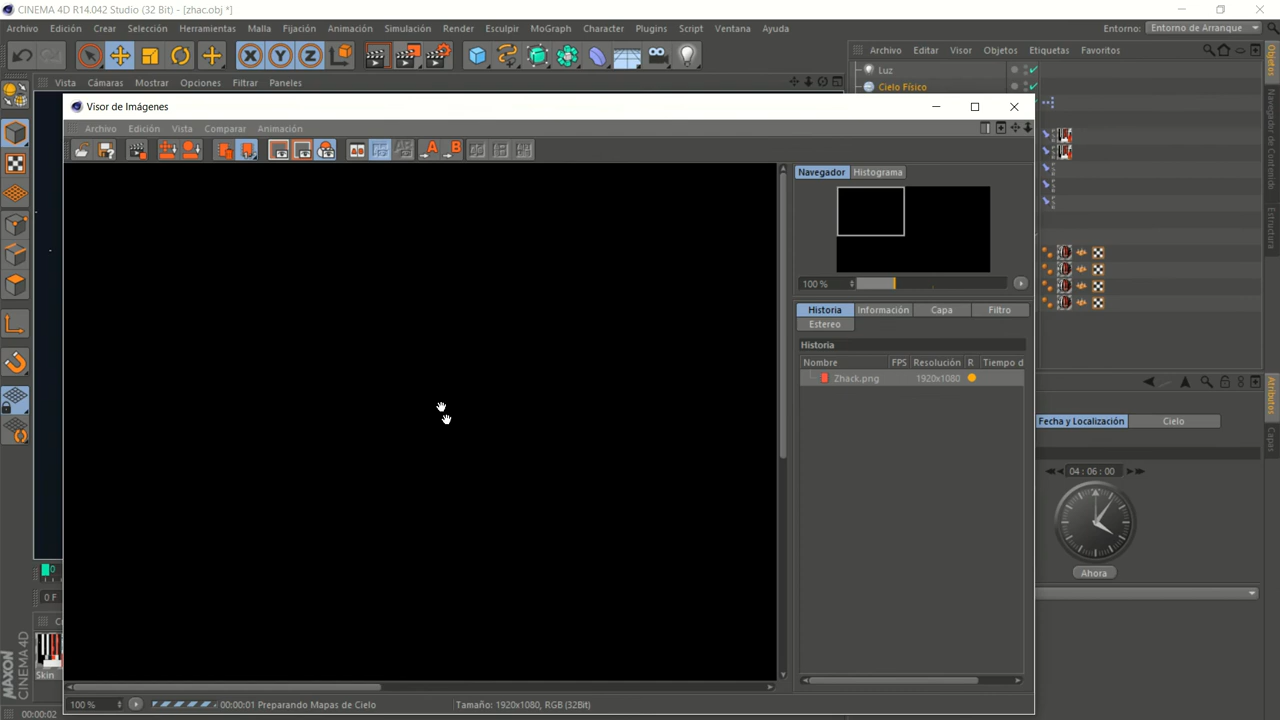 CINEMA 4D R14.042 Studio (32 Bit) - [zhac.obj *]
Archivo Edición Crear Selección Herramientas Malla Fijación Animación Simulación Render Esculpir MoGraph Character Plugins Script Ventana Ayuda
Entorno: Entorno de Arranque
X Y Z
Archivo Editar Visor Objetos Etiquetas Favoritos
Vista Cámaras Mostrar Opciones Filtrar Paneles
Luz
Cielo Físico
Visor de Imágenes
Archivo Edición Vista Comparar Animación
A B AB
Navegador Histograma
100 %
Historia Información Capa Filtro
Estereo
Historia
Nombre FPS Resolución R Tiempo d
Zhack.png 1920x1080
Objetos
Navegador de Contenido
Estructura
Atributos
Capas
Fecha y Localización Cielo
04 : 06 : 00
Ahora
0
0 F
Skin
MAXON
CINEMA 4D
100 % 00:00:01 Preparando Mapas de Cielo Tamaño: 1920x1080, RGB (32Bit)
00:00:02